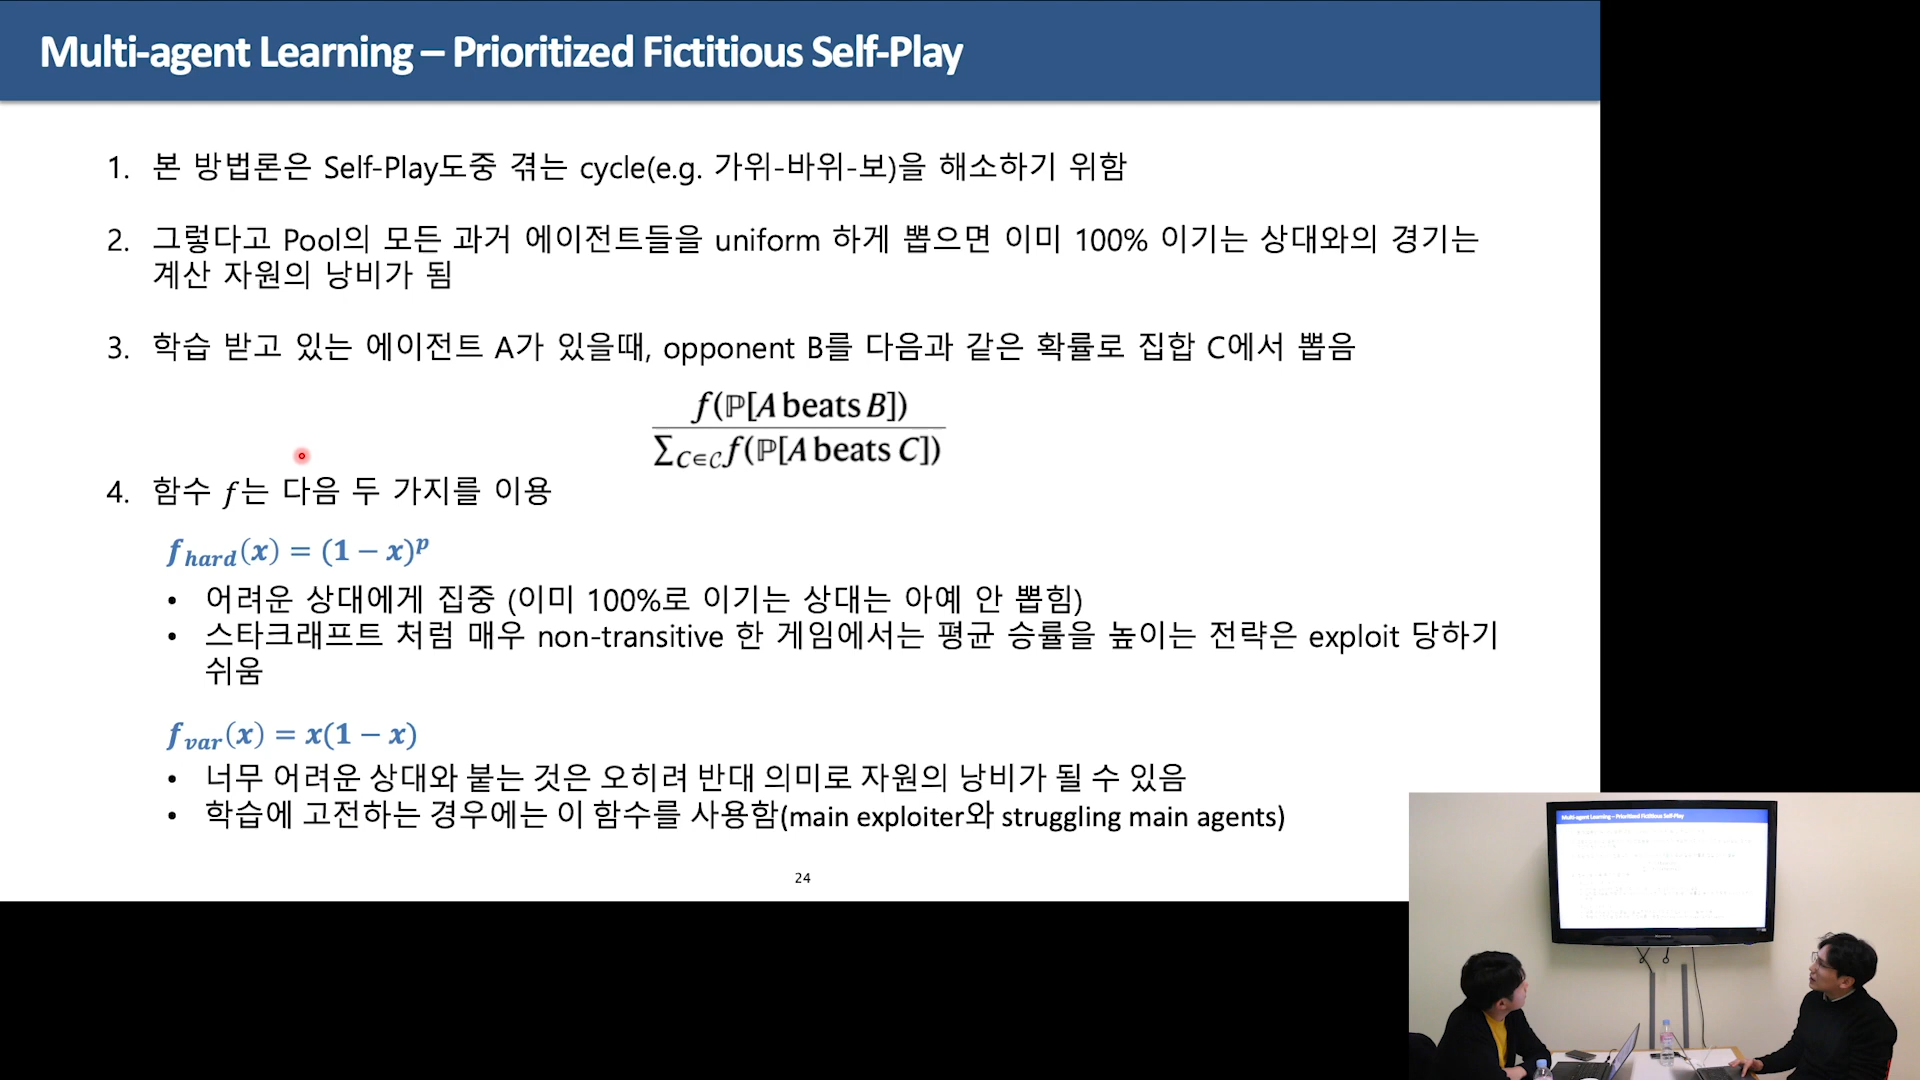 Multi-agent Learning – Prioritized Fictitious Self-Play
1. 본 방법론은 Self-Play도중 겪는 cycle(e.g. 가위-바위-보)을 해소하기 위함
2. 그렇다고 Pool의 모든 과거 에이전트들을 uniform 하게 뽑으면 이미 100% 이기는 상대와의 경기는
계산 자원의 낭비가 됨
3. 학습 받고 있는 에이전트 A가 있을때, opponent B를 다음과 같은 확률로 집합 C에서 뽑음
f(ℙ[A beats B])
∑C∈𝒞 f(ℙ[A beats C])
4. 함수 f는 다음 두 가지를 이용
f_hard(x) = (1 − x)^p
• 어려운 상대에게 집중 (이미 100%로 이기는 상대는 아예 안 뽑힘)
• 스타크래프트 처럼 매우 non-transitive 한 게임에서는 평균 승률을 높이는 전략은 exploit 당하기
쉬움
f_var(x) = x(1 − x)
• 너무 어려운 상대와 붙는 것은 오히려 반대 의미로 자원의 낭비가 될 수 있음
• 학습에 고전하는 경우에는 이 함수를 사용함(main exploiter와 struggling main agents)
24
Multi-agent Learning – Prioritized Fictitious Self-Play